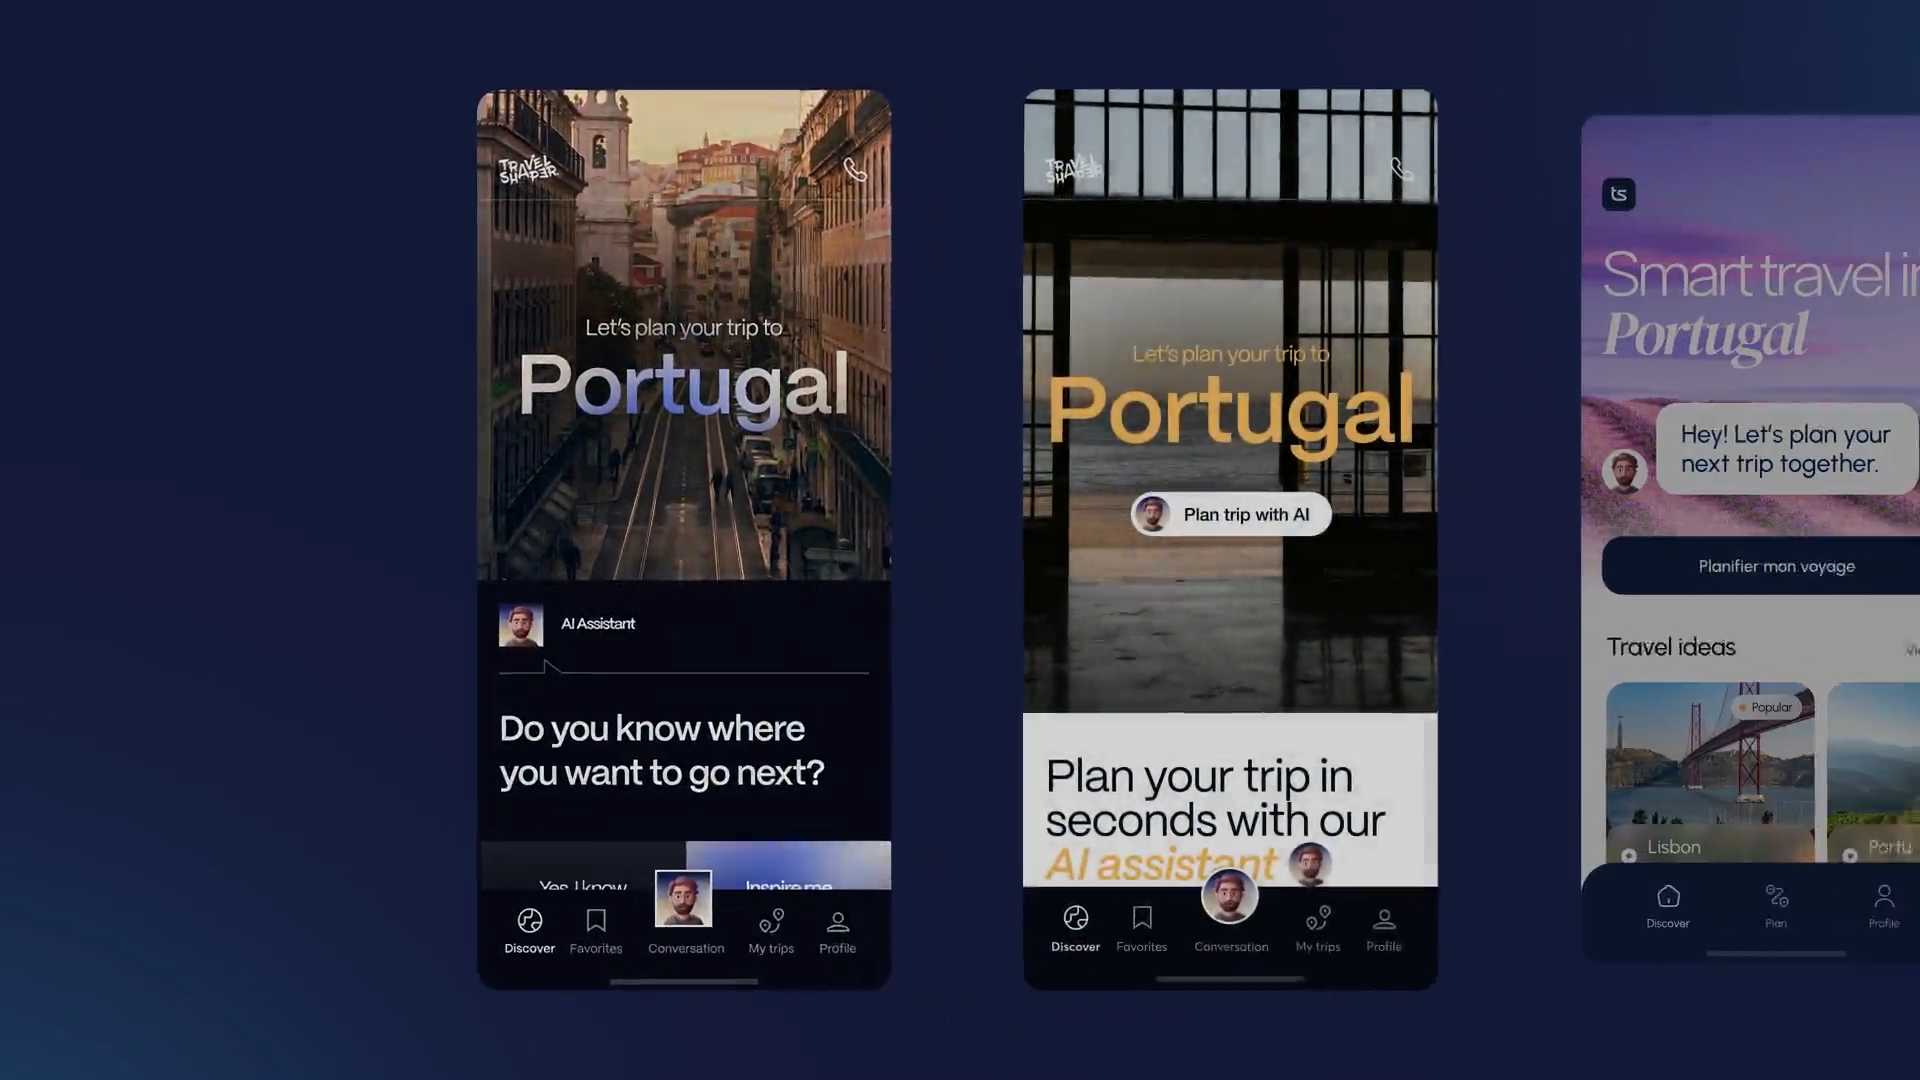 TRAVEL
SHAPER
Let's plan your trip to
Portugal
AI Assistant
Do you know where
you want to go next?
Yes, I know
Inspire me
Discover
Favorites
Conversation
My trips
Profile
TRAVEL
SHAPER
Let's plan your trip to
Portugal
Plan trip with AI
Plan your trip in
seconds with our
AI assistant
Discover
Favorites
Conversation
My trips
Profile
ts
Smart travel in
Portugal
Hey! Let's plan your
next trip together.
Planifier mon voyage
Travel ideas
Popular
Lisbon
Discover
Plan
Profile